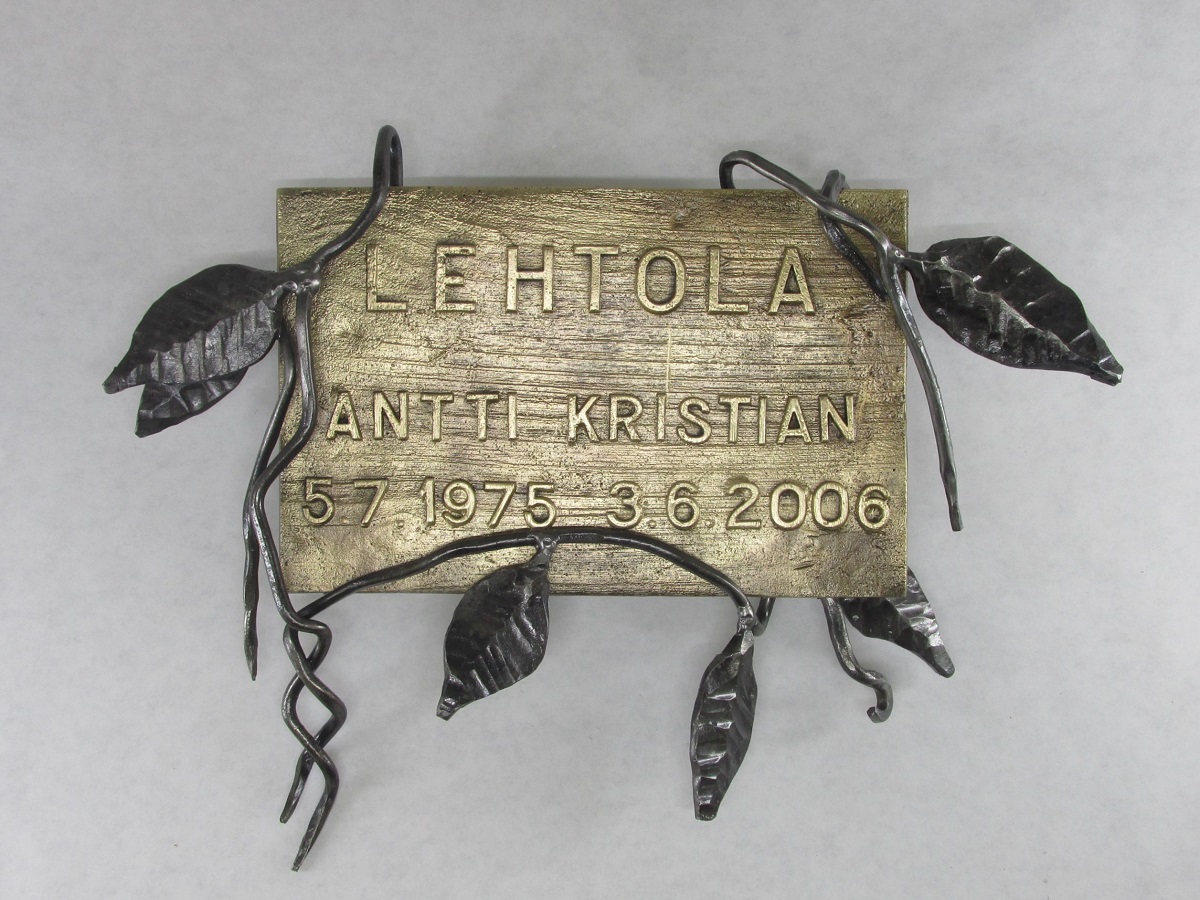 LEHTOLA
ANTTI KRISTIAN
5.7.1975 3.6.2006